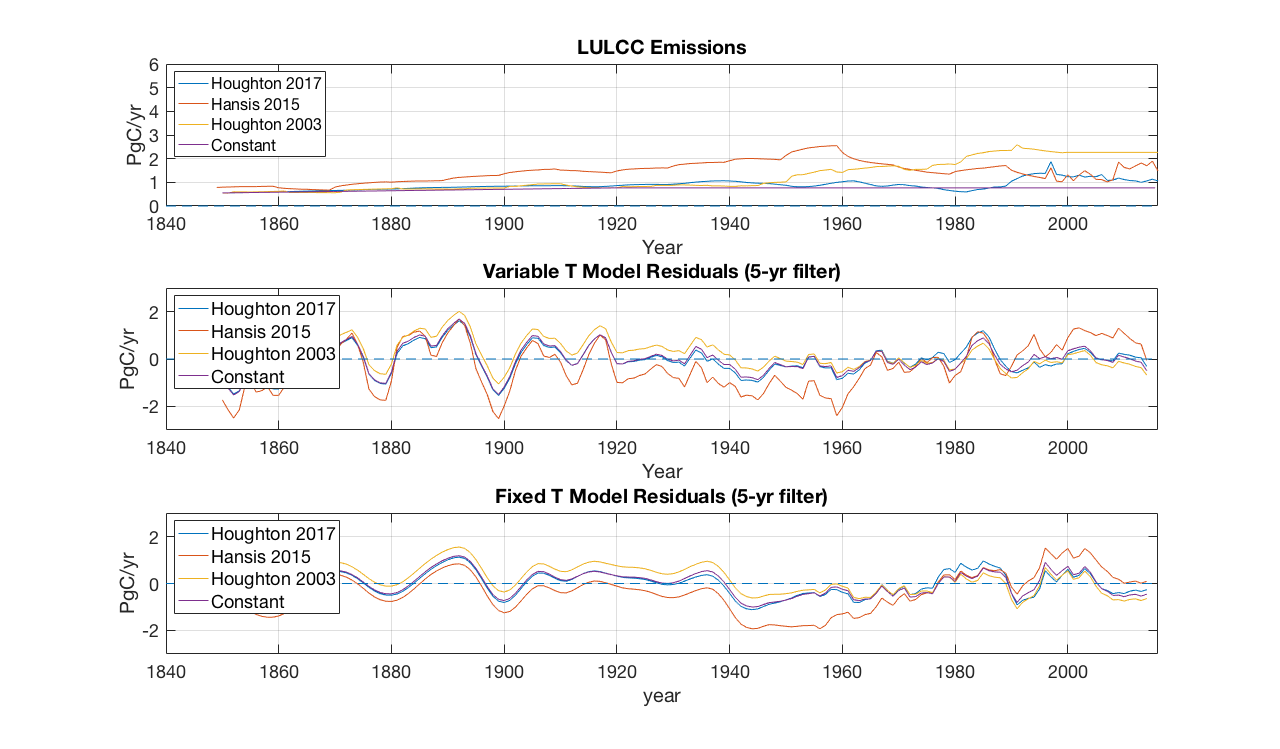 LULCC Emissions
PgC/yr
6
5
4
3
2
1
0
Houghton 2017
Hansis 2015
Houghton 2003
Constant
1840 1860 1880 1900 1920 1940 1960 1980 2000
Year
Variable T Model Residuals (5-yr filter)
PgC/yr
2
0
-2
Houghton 2017
Hansis 2015
Houghton 2003
Constant
1840 1860 1880 1900 1920 1940 1960 1980 2000
Year
Fixed T Model Residuals (5-yr filter)
PgC/yr
2
0
-2
Houghton 2017
Hansis 2015
Houghton 2003
Constant
1840 1860 1880 1900 1920 1940 1960 1980 2000
year